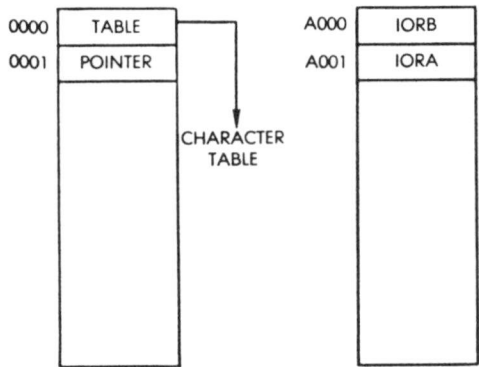 0000 TABLE
0001 POINTER
CHARACTER
TABLE
A000 IORB
A001 IORA